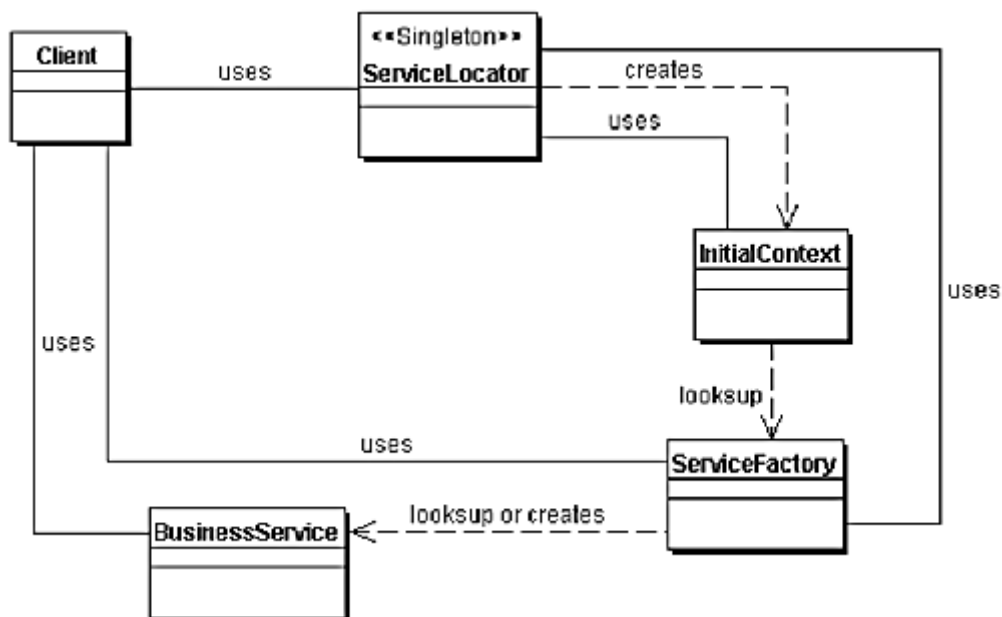 ««Singleton»»
Client
uses
ServiceLocator
creates
uses
InitialContext
uses
uses
looksup
uses
ServiceFactory
looksup or creates
BusinessService